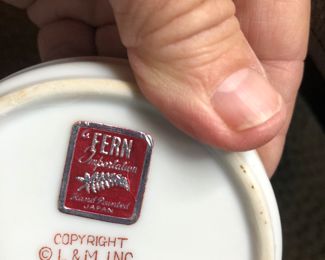 A
FERN
Importation
Hand Painted
JAPAN
COPYRIGHT
© L & M, INC.